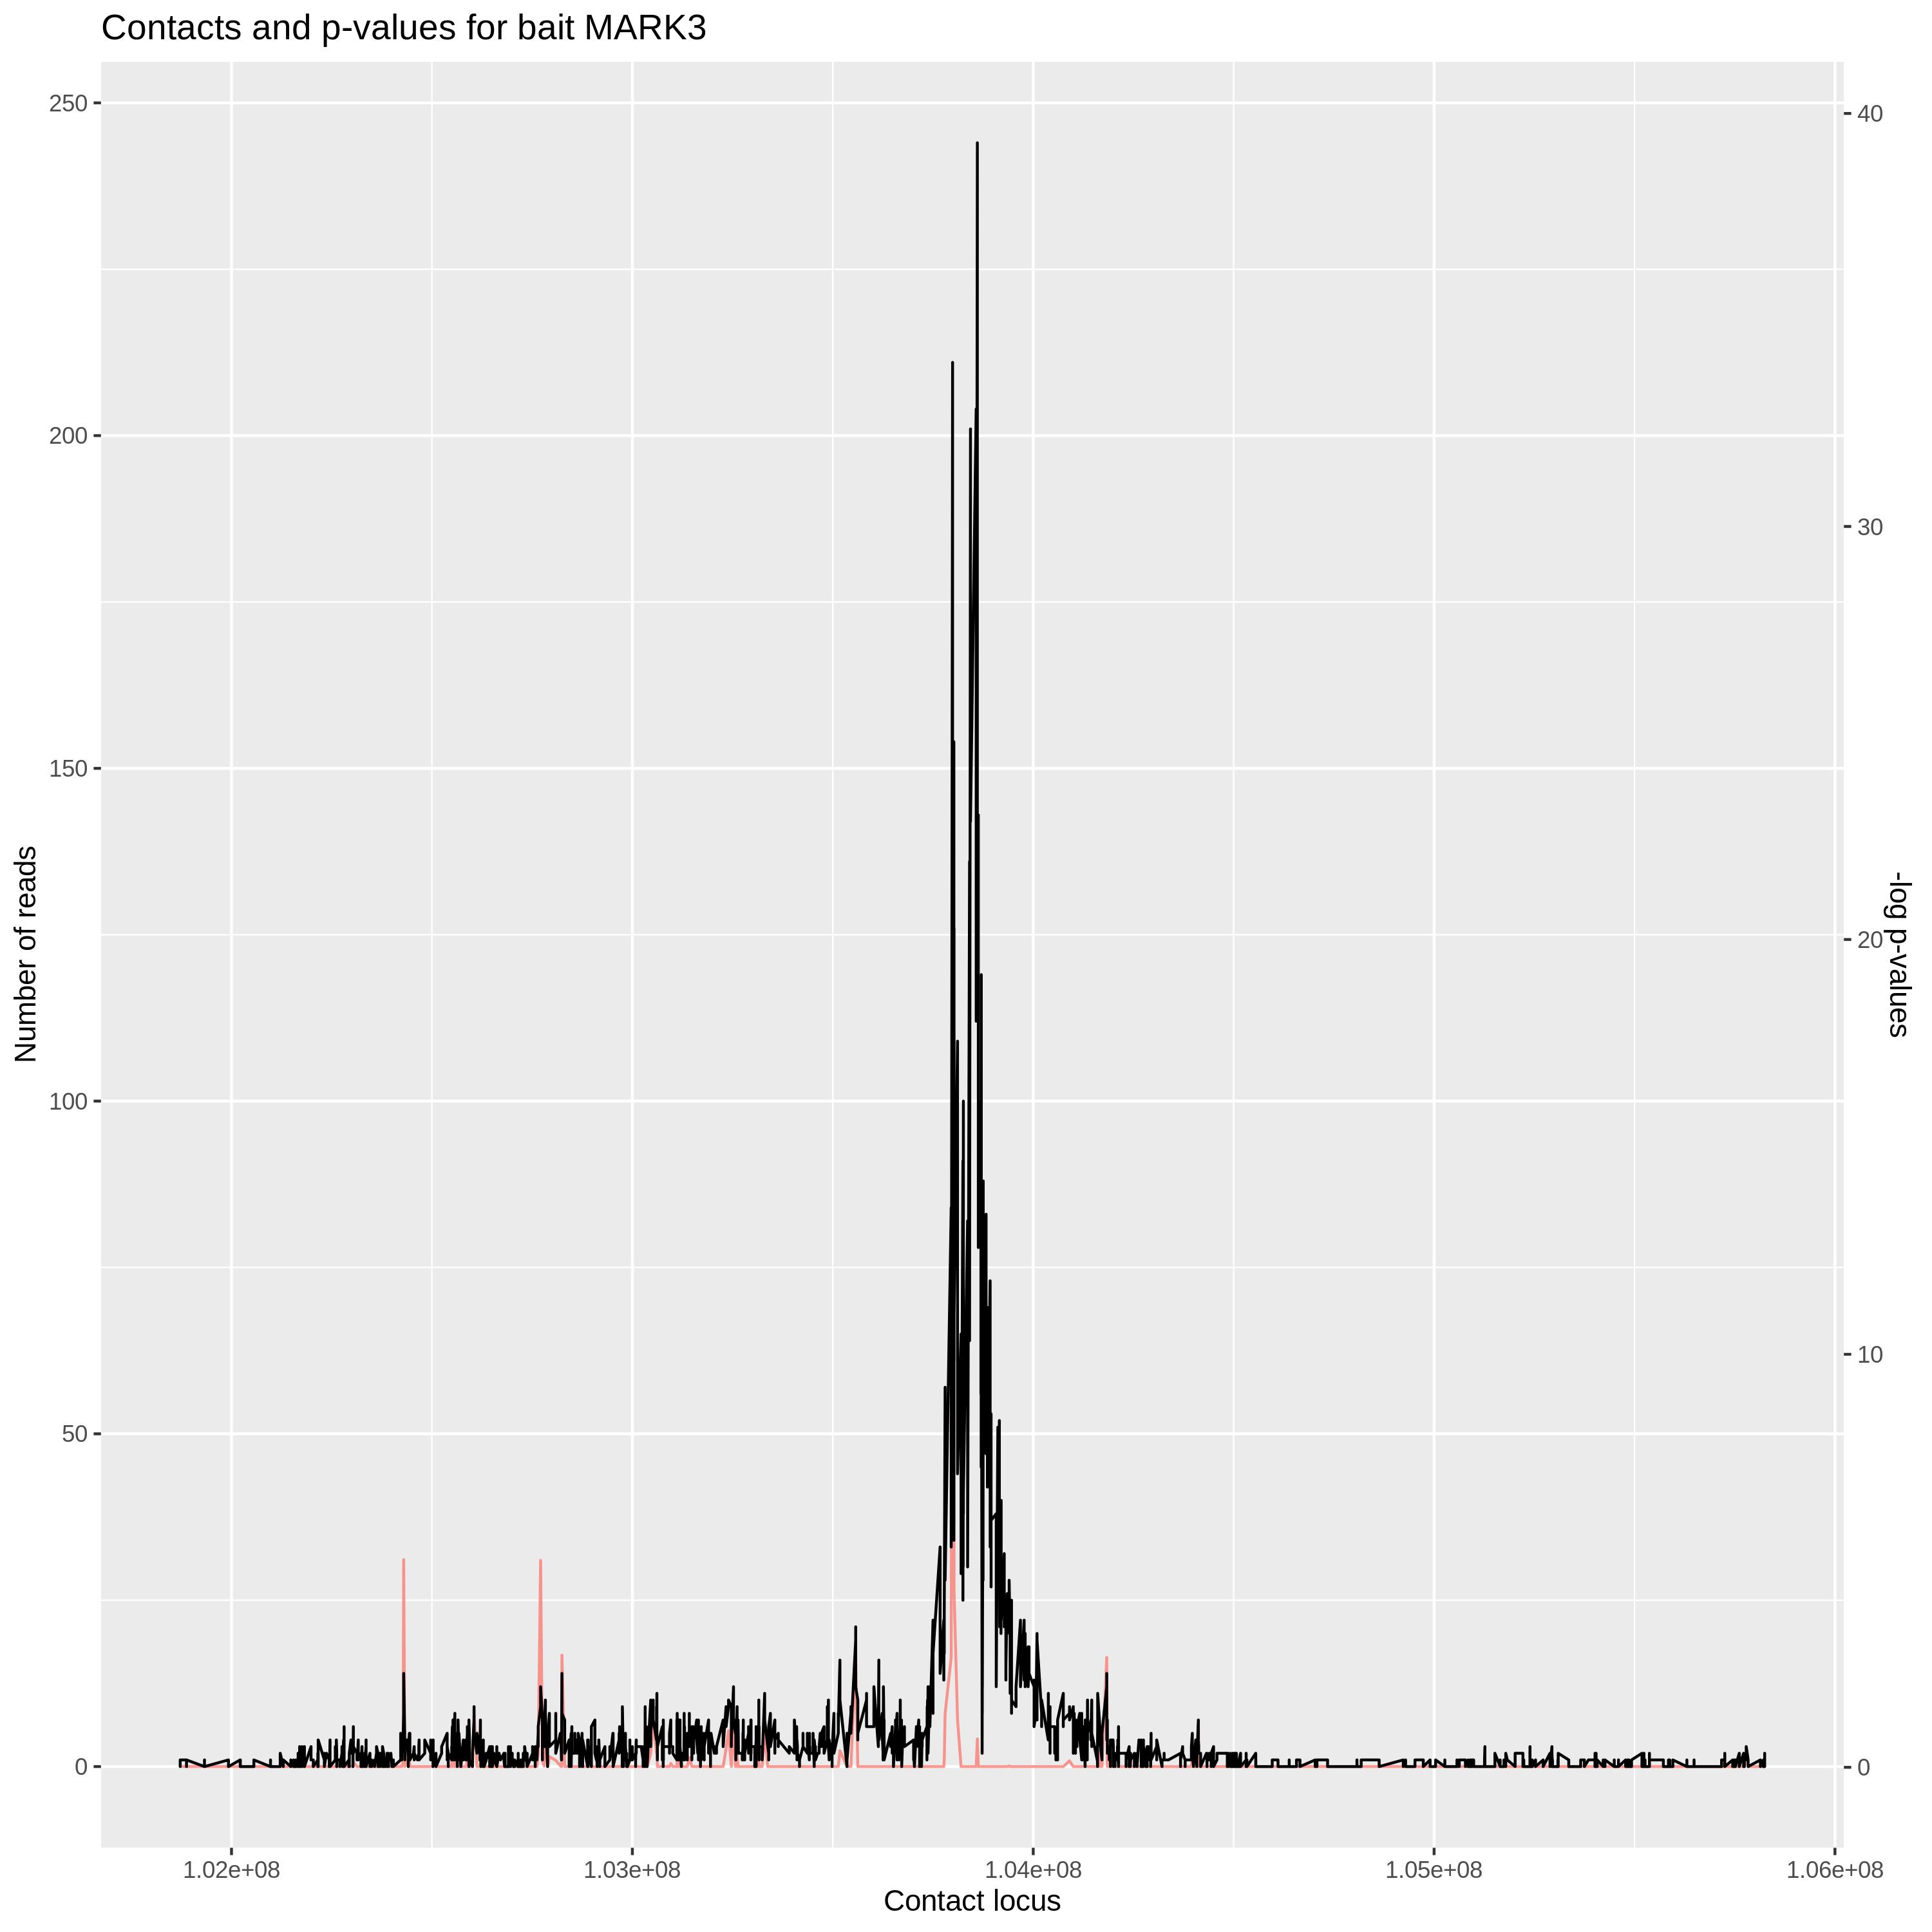 Contacts and p-values for bait MARK3
250
200
150
100
50
0
Number of reads
40
30
20
10
0
-log p-values
1.02e+08
1.03e+08
1.04e+08
1.05e+08
1.06e+08
Contact locus